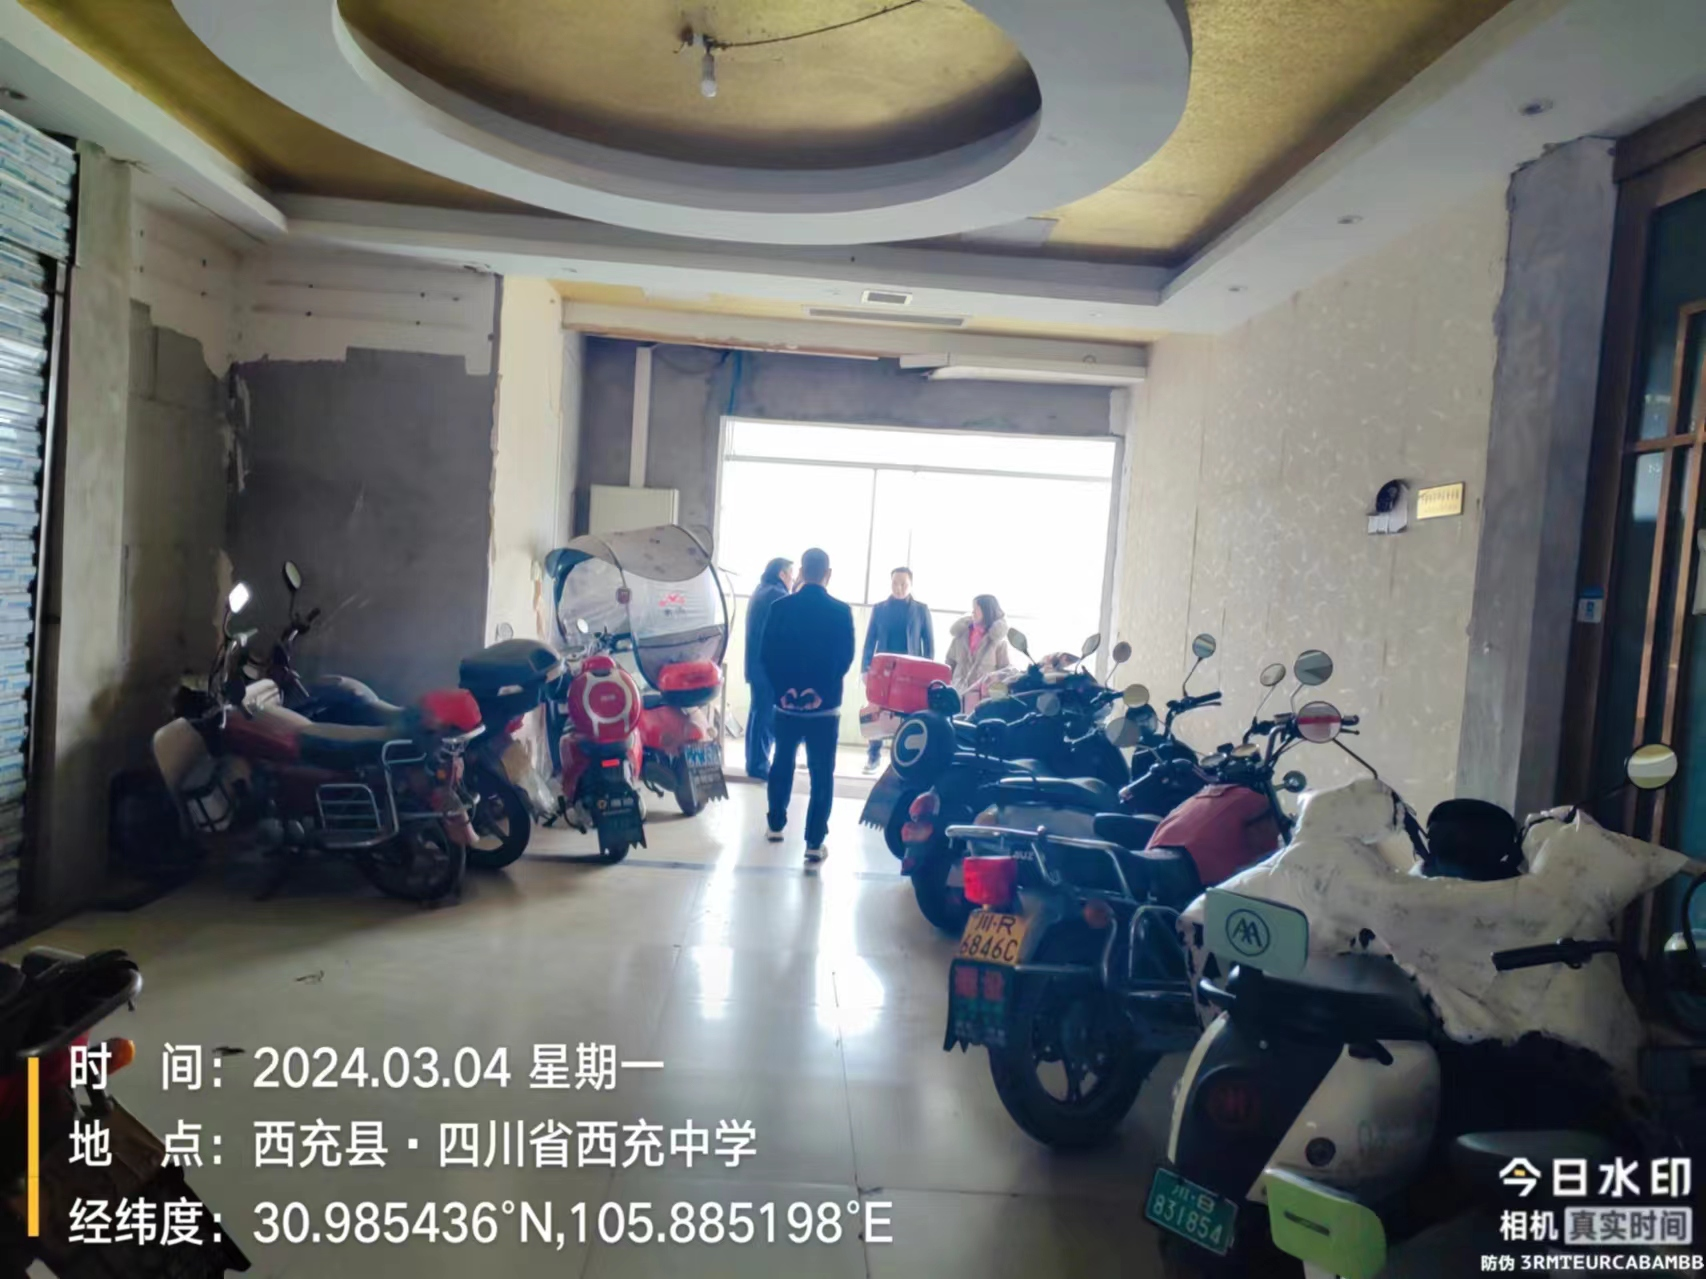 川·R
6846C
川·B
831854
时 间：2024.03.04 星期一
地 点：西充县·四川省西充中学
经纬度：30.985436°N,105.885198°E
今日水印
相机 真实时间
防伪 3RMTEURCABAMBB